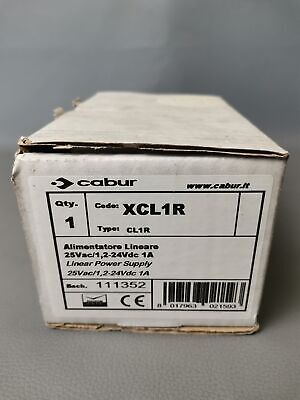 cabur
www.cabur.it
Qty. 1
Code: XCL1R
Type: CL1R
Alimentatore Lineare
25Vac/1,2-24Vdc 1A
Linear Power Supply
25Vac/1,2-24Vdc 1A
Bach. 111352
CE
8 017963 021593